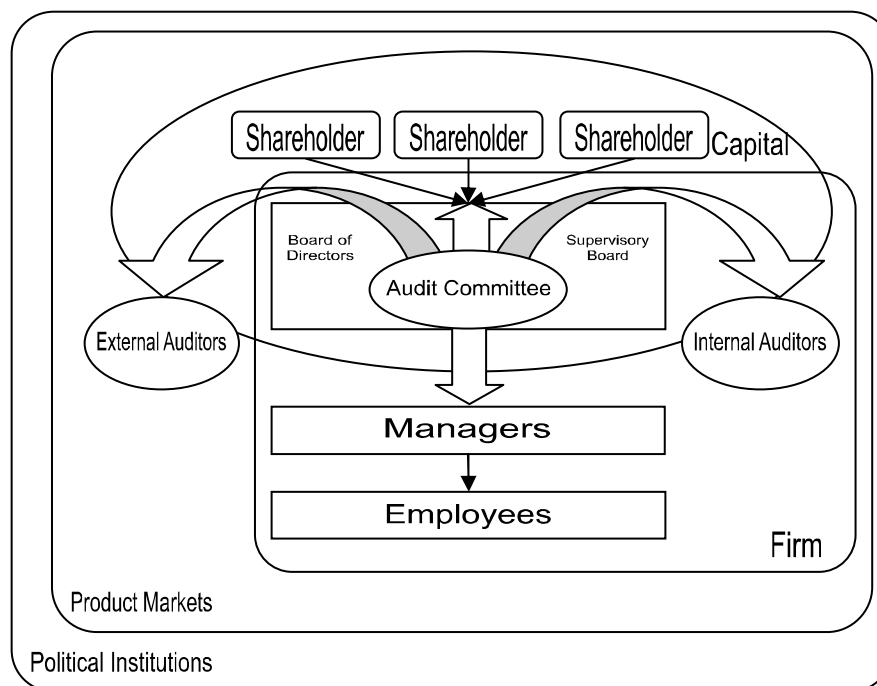 Shareholder Shareholder Shareholder
Capital
Board of
Directors
Supervisory
Board
Audit Committee
External Auditors
Internal Auditors
Managers
Employees
Firm
Product Markets
Political Institutions